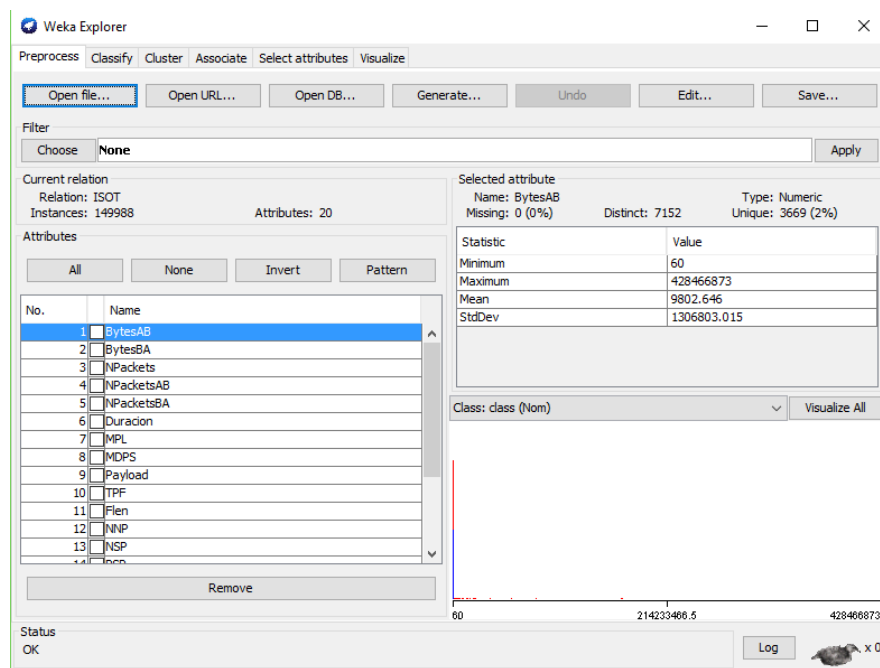 Weka Explorer
Preprocess Classify Cluster Associate Select attributes Visualize
Open file... Open URL... Open DB... Generate... Undo Edit... Save...
Filter
Choose None Apply
Current relation
Relation: ISOT
Instances: 149988 Attributes: 20
Attributes
All None Invert Pattern
No. Name
1 BytesAB
2 BytesBA
3 NPackets
4 NPacketsAB
5 NPacketsBA
6 Duracion
7 MPL
8 MDPS
9 Payload
10 TPF
11 Flen
12 NNP
13 NSP
Remove
Selected attribute
Name: BytesAB Type: Numeric
Missing: 0 (0%) Distinct: 7152 Unique: 3669 (2%)
Statistic Value
Minimum 60
Maximum 428466873
Mean 9802.646
StdDev 1306803.015
Class: class (Nom) Visualize All
60 214233466.5 428466873
Status
OK
Log x 0